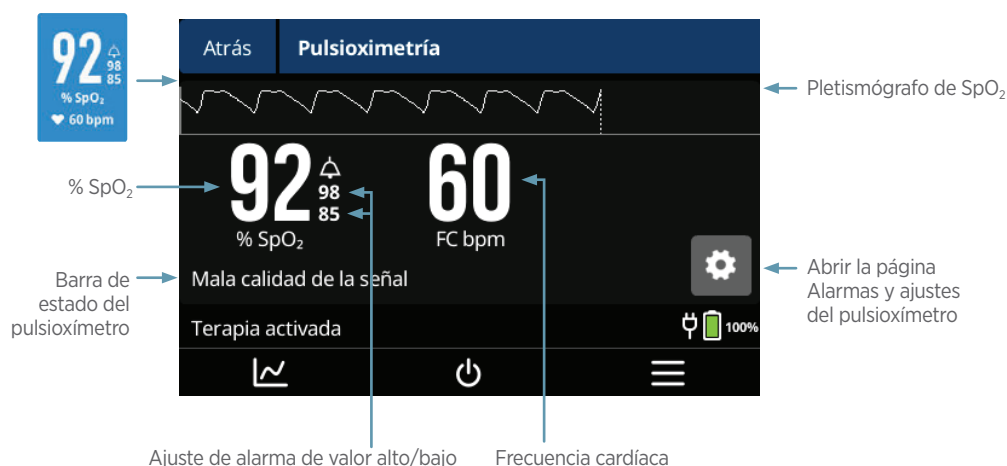 92
98
85
% SpO₂
60 bpm
Atrás
Pulsioximetría
Pletismógrafo de SpO₂
% SpO₂
92
98
85
% SpO₂
60
FC bpm
Barra de
estado del
pulsioxímetro
Mala calidad de la señal
Abrir la página
Alarmas y ajustes
del pulsioxímetro
Terapia activada
100%
Ajuste de alarma de valor alto/bajo
Frecuencia cardíaca